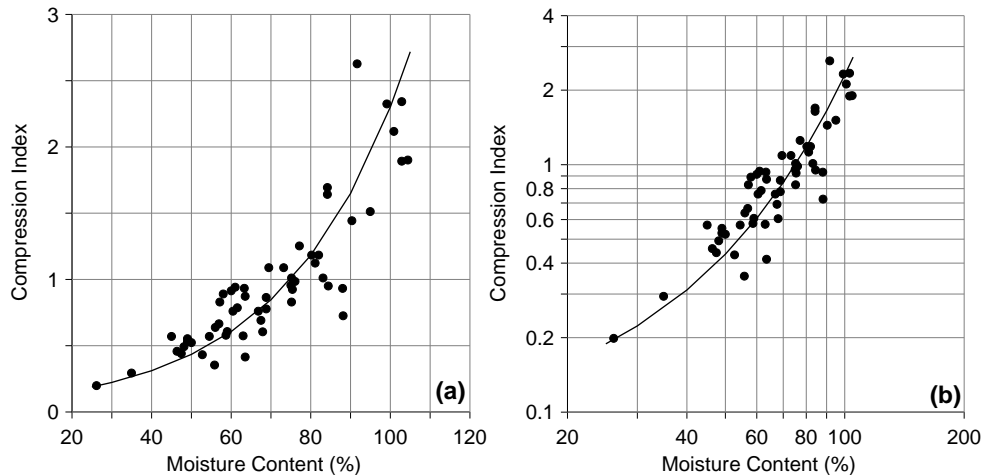 3
2
1
0
Compression Index
(a)
20 40 60 80 100 120
Moisture Content (%)
4
2
1
0.8
0.6
0.4
0.2
0.1
Compression Index
(b)
20 40 60 80 100 200
Moisture Content (%)